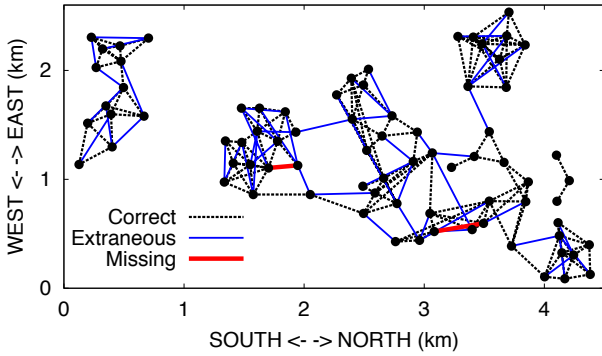 2
1
0
WEST <- -> EAST (km)
Correct
Extraneous
Missing
0 1 2 3 4
SOUTH <- -> NORTH (km)